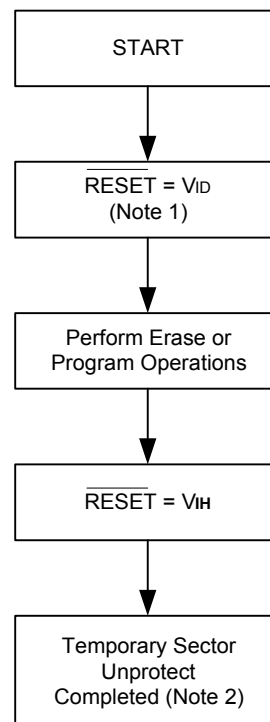 START
RESET = VID
(Note 1)
Perform Erase or
Program Operations
RESET = VIH
Temporary Sector
Unprotect
Completed (Note 2)